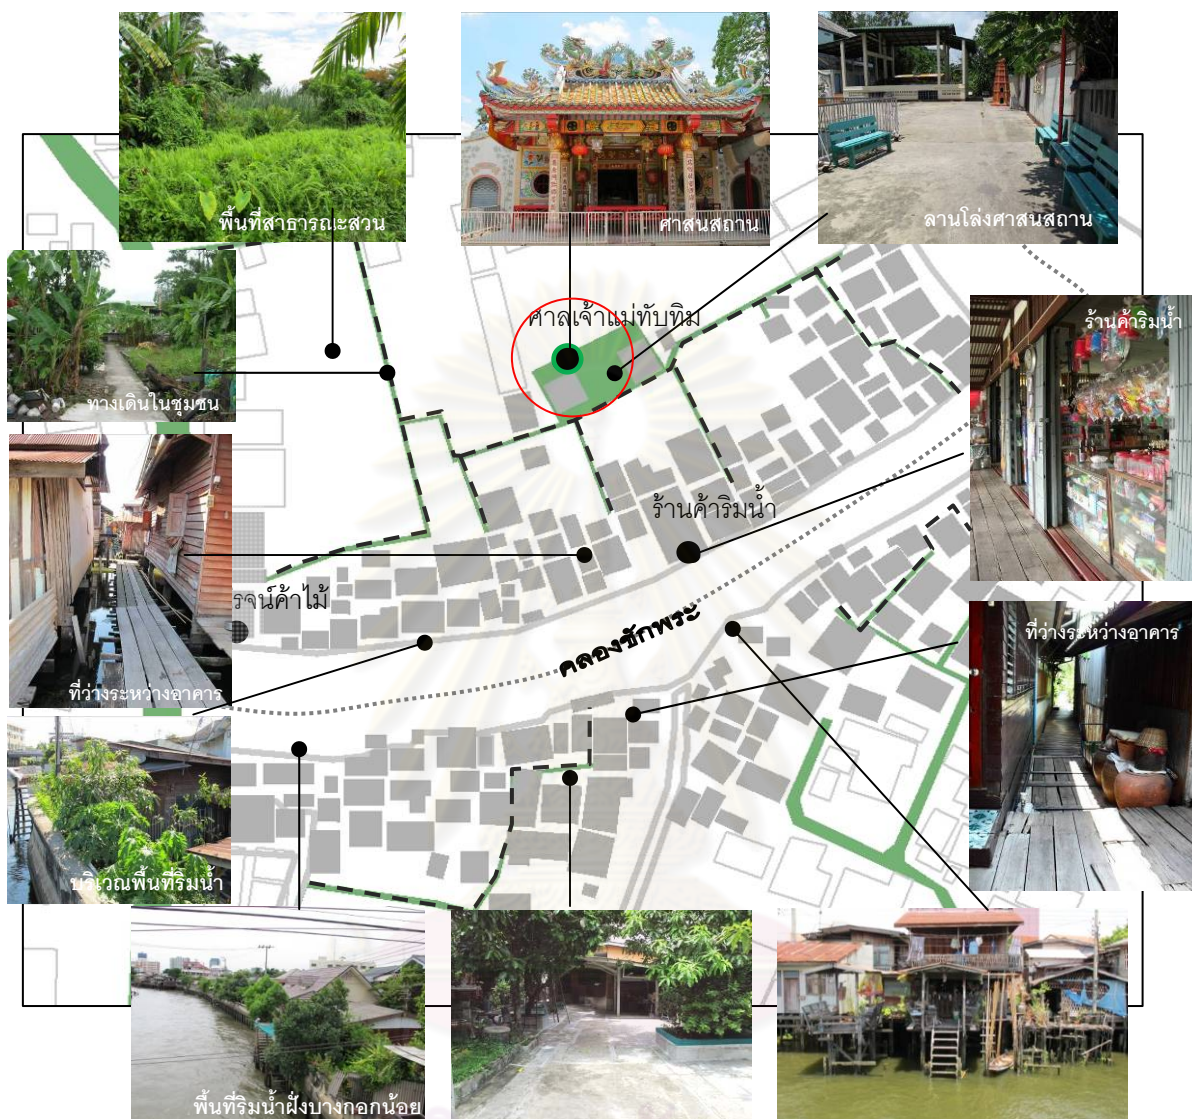 พื้นที่สาธารณะสวน
ศาสนสถาน
ลานโล่งศาสนสถาน
ทางเดินในชุมชน
ศาลเจ้าแม่ทับทิม
ร้านค้าริมน้ำ
ร้านค้าริมน้ำ
รจน์ค้าไม้
คลองชักพระ
ที่ว่างระหว่างอาคาร
ที่ว่างระหว่างอาคาร
บริเวณพื้นที่ริมน้ำ
พื้นที่ริมน้ำฝั่งบางกอกน้อย